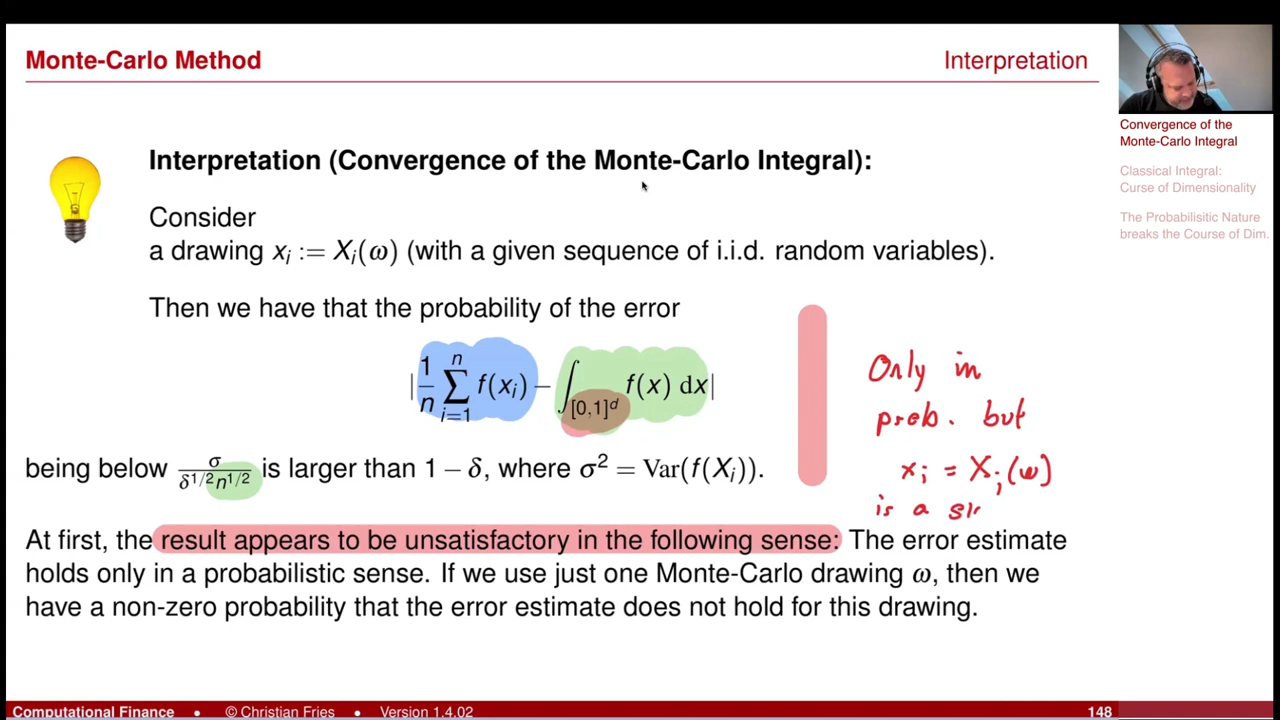 Monte-Carlo Method
Interpretation
Convergence of the
Monte-Carlo Integral
Classical Integral:
Curse of Dimensionality
The Probabilisitic Nature
breaks the Course of Dim.
Interpretation (Convergence of the Monte-Carlo Integral):
Consider
a drawing xᵢ := Xᵢ(ω) (with a given sequence of i.i.d. random variables).
Then we have that the probability of the error
|1/n ∑ⁿᵢ₌₁ f(xᵢ) − ∫_[0,1]ᵈ f(x) dx|
being below σ/(δ^1/2 n^1/2) is larger than 1 − δ, where σ² = Var(f(Xᵢ)).
Only in
prob. but
xᵢ = Xᵢ(ω)
is a
At first, the result appears to be unsatisfactory in the following sense: The error estimate
holds only in a probabilistic sense. If we use just one Monte-Carlo drawing ω, then we
have a non-zero probability that the error estimate does not hold for this drawing.
Computational Finance • © Christian Fries • Version 1.4.02
148